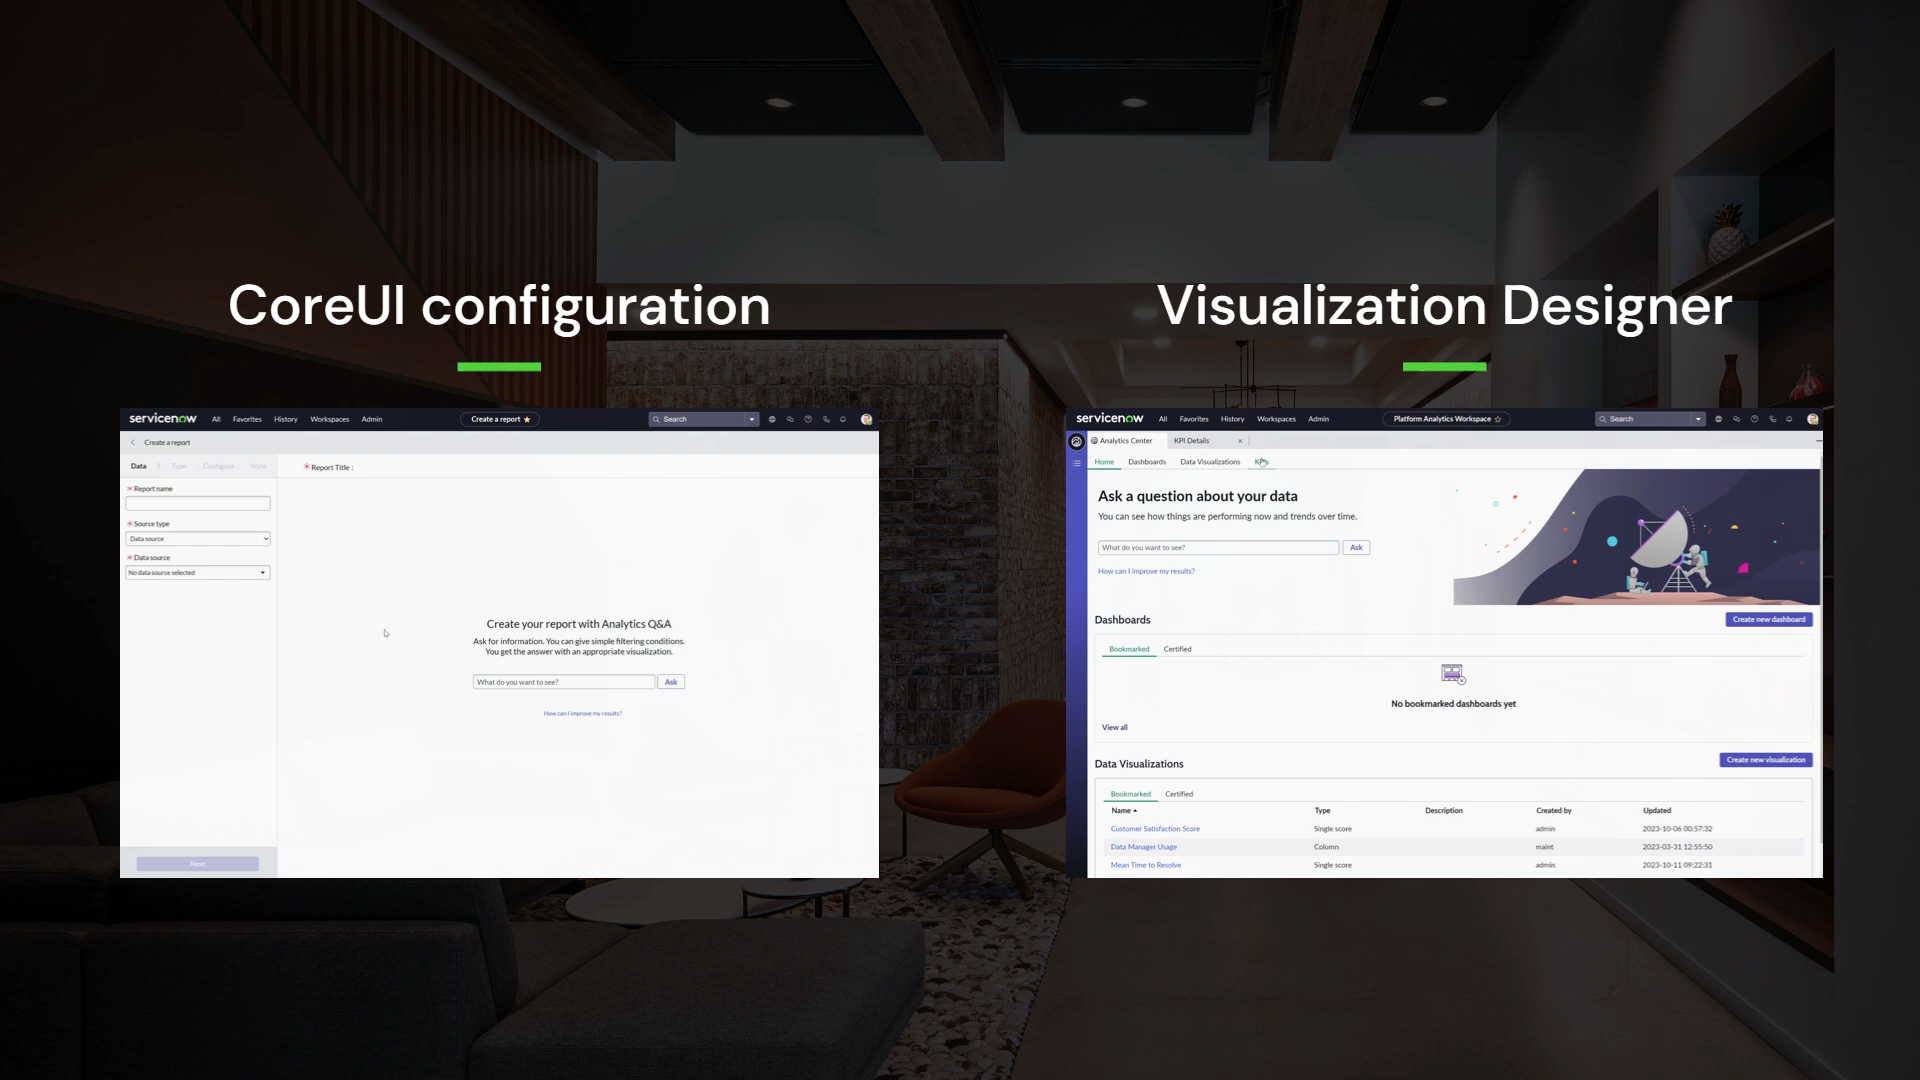 CoreUI configuration
servicenow All Favorites History Workspaces Admin Create a report Search
Create a report
Data Type Configure Style
* Report Title :
* Report name
* Source type
Data source
* Data source
No data source selected
Create your report with Analytics Q&A
Ask for information. You can give simple filtering conditions.
You get the answer with an appropriate visualization.
What do you want to see? Ask
How can I improve my results?
Next
Visualization Designer
servicenow All Favorites History Workspaces Admin Platform Analytics Workspace Search
Analytics Center KPI Details
Home Dashboards Data Visualizations
Ask a question about your data
You can see how things are performing now and trends over time.
What do you want to see? Ask
How can I improve my results?
Dashboards Create new dashboard
Bookmarked Certified
No bookmarked dashboards yet
View all
Data Visualizations Create new visualization
Bookmarked Certified
Name Type Description Created by Updated
Customer Satisfaction Score Single score admin 2023-10-06 00:57:32
Data Manager Usage Column maint 2023-03-31 12:55:50
Mean Time to Resolve Single score admin 2023-10-11 09:22:31